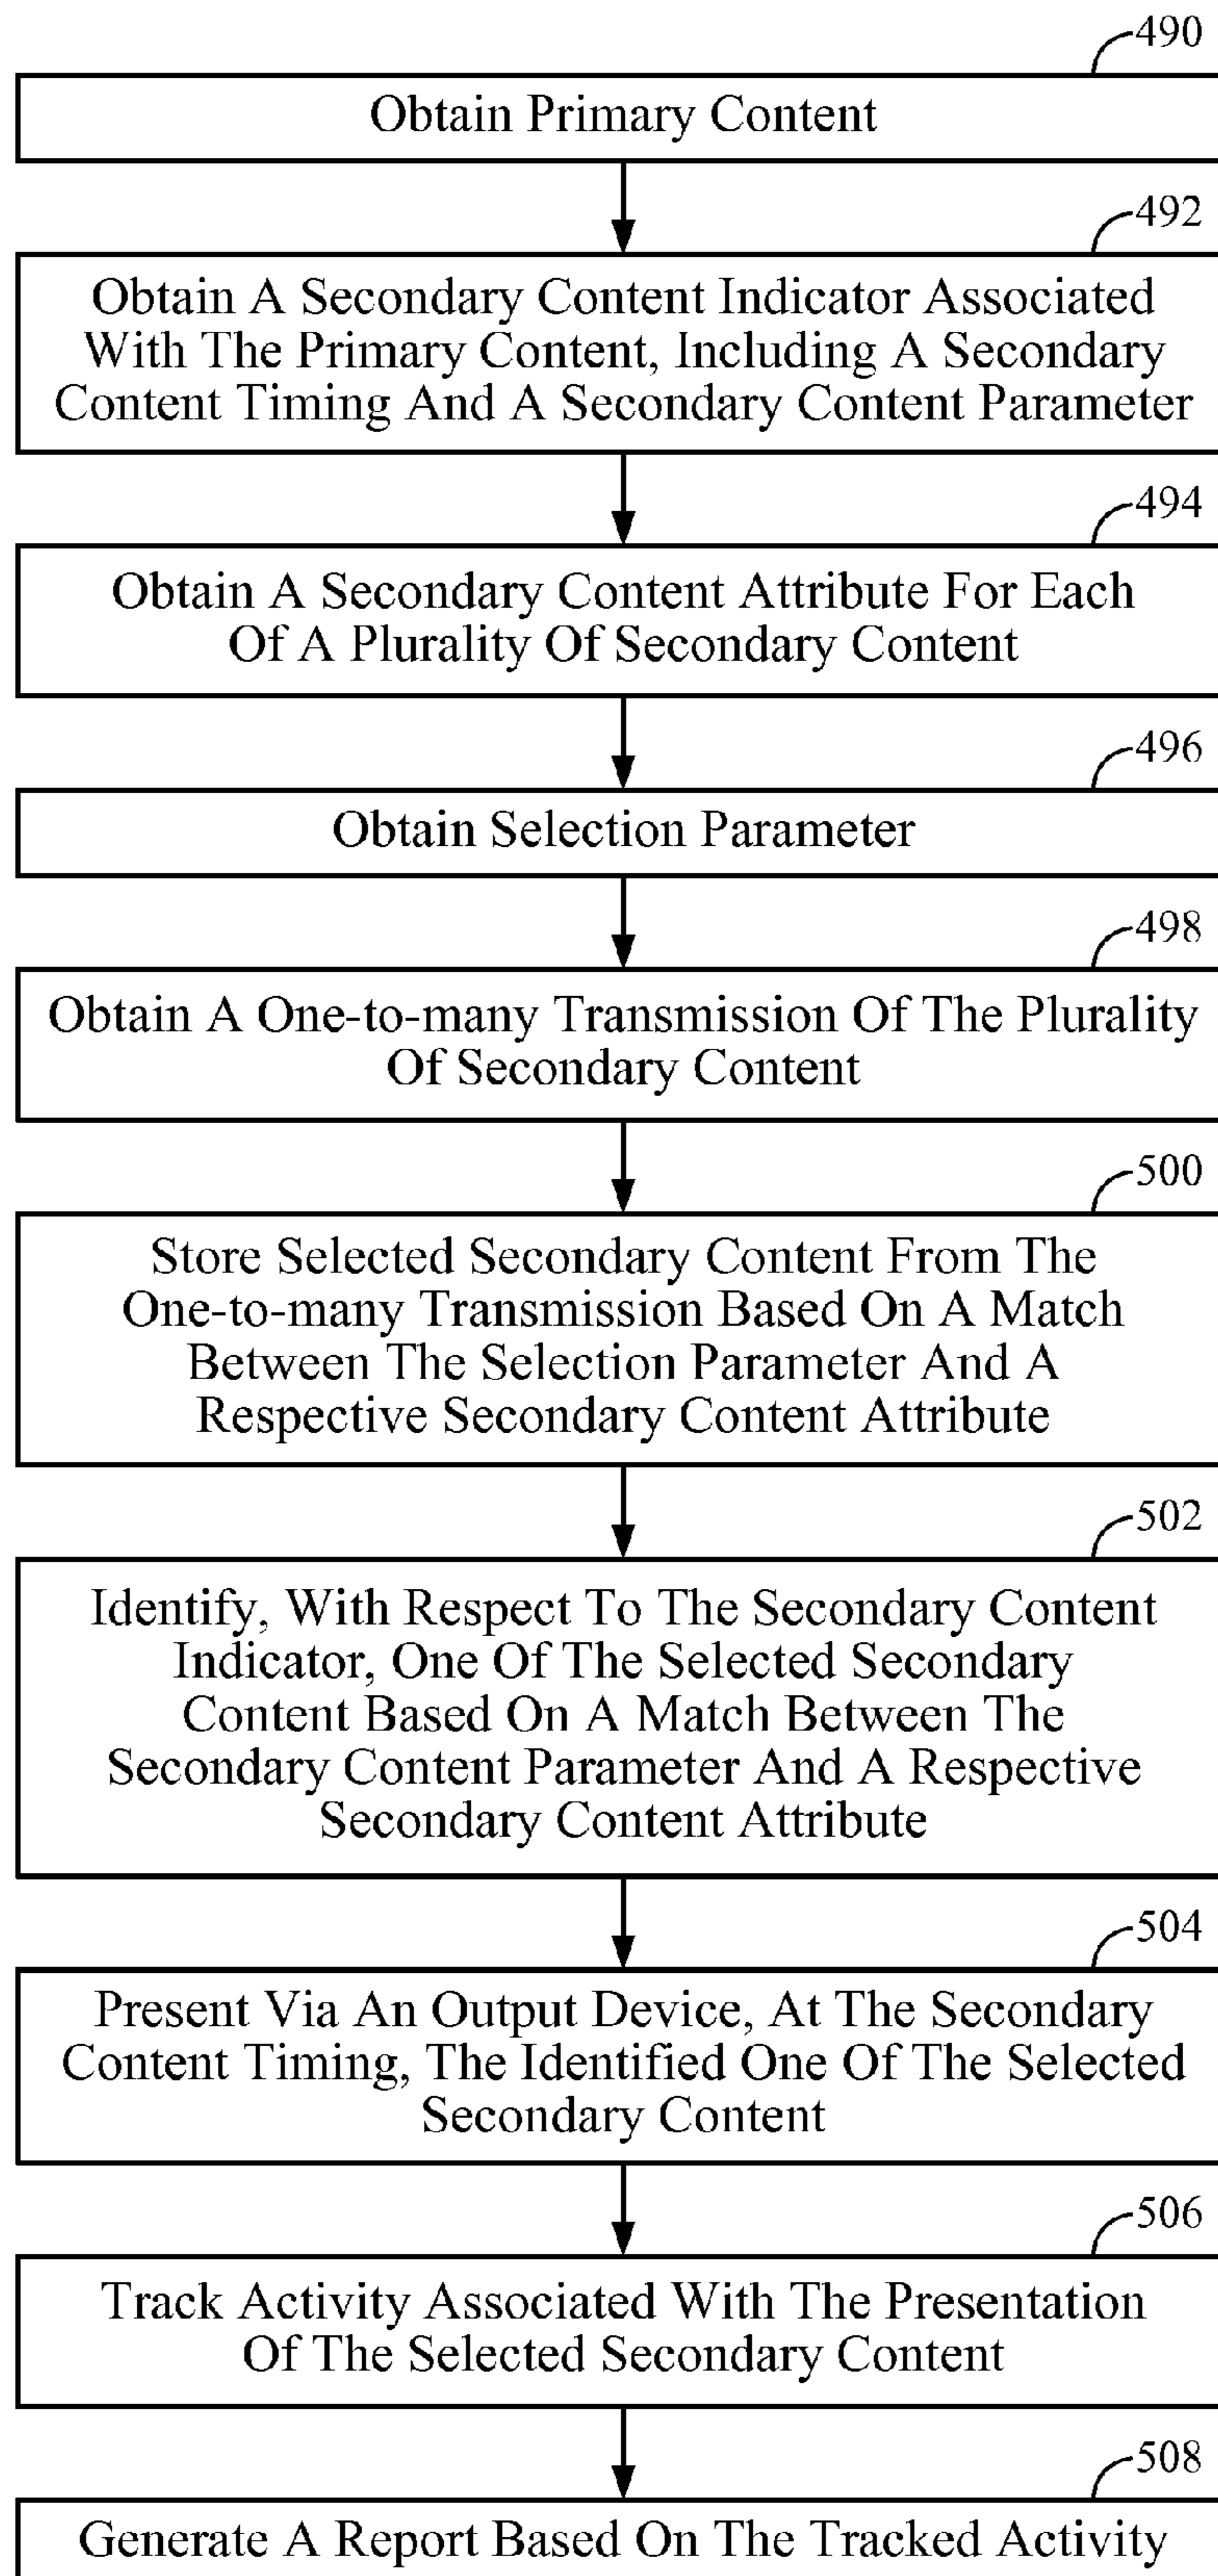 490
Obtain Primary Content
492
Obtain A Secondary Content Indicator Associated
With The Primary Content, Including A Secondary
Content Timing And A Secondary Content Parameter
494
Obtain A Secondary Content Attribute For Each
Of A Plurality Of Secondary Content
496
Obtain Selection Parameter
498
Obtain A One-to-many Transmission Of The Plurality
Of Secondary Content
500
Store Selected Secondary Content From The
One-to-many Transmission Based On A Match
Between The Selection Parameter And A
Respective Secondary Content Attribute
502
Identify, With Respect To The Secondary Content
Indicator, One Of The Selected Secondary
Content Based On A Match Between The
Secondary Content Parameter And A Respective
Secondary Content Attribute
504
Present Via An Output Device, At The Secondary
Content Timing, The Identified One Of The Selected
Secondary Content
506
Track Activity Associated With The Presentation
Of The Selected Secondary Content
508
Generate A Report Based On The Tracked Activity